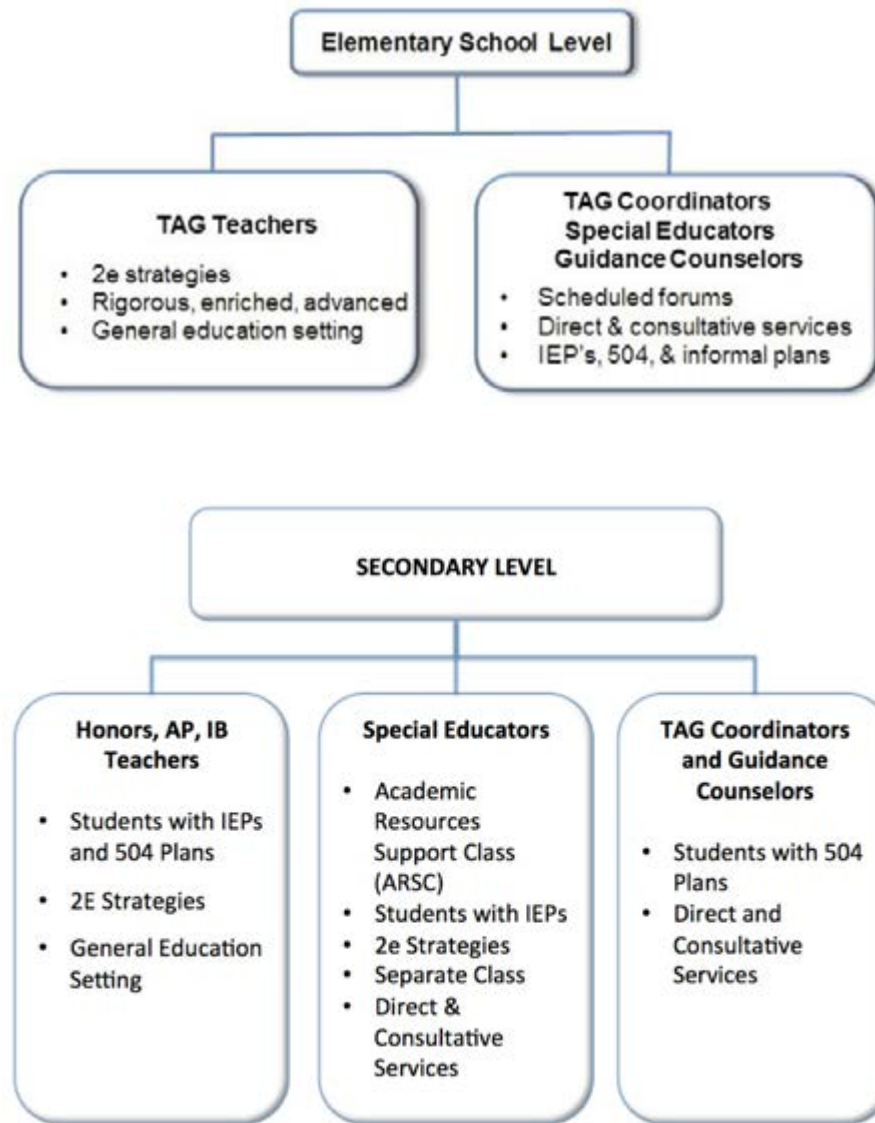 Elementary School Level
TAG Teachers
• 2e strategies
• Rigorous, enriched, advanced
• General education setting
TAG Coordinators
Special Educators
Guidance Counselors
• Scheduled forums
• Direct & consultative services
• IEP's, 504, & informal plans
SECONDARY LEVEL
Honors, AP, IB
Teachers
• Students with IEPs
and 504 Plans
• 2E Strategies
• General Education
Setting
Special Educators
• Academic
Resources
Support Class
(ARSC)
• Students with IEPs
• 2e Strategies
• Separate Class
• Direct &
Consultative
Services
TAG Coordinators
and Guidance
Counselors
• Students with 504
Plans
• Direct and
Consultative
Services